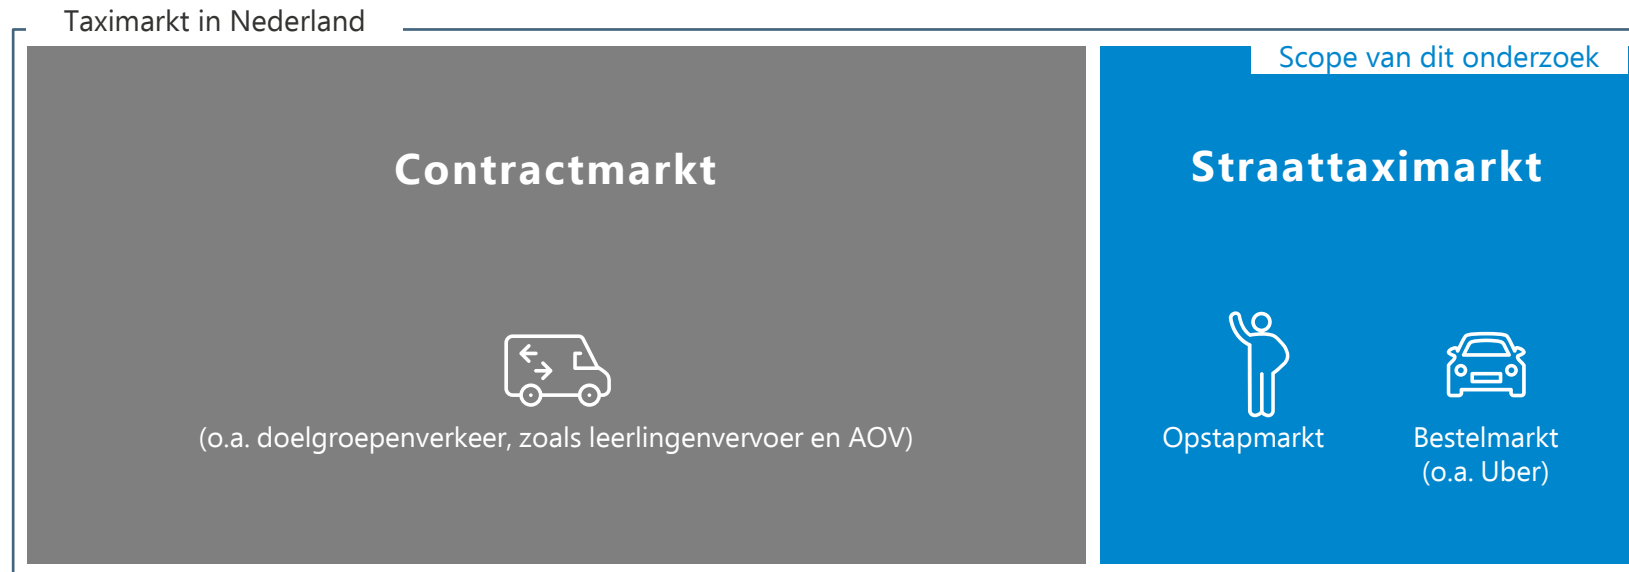 Taximarkt in Nederland
Scope van dit onderzoek
Contractmarkt
(o.a. doelgroepenverkeer, zoals leerlingenvervoer en AOV)
Straattaximarkt
Opstapmarkt
Bestelmarkt
(o.a. Uber)